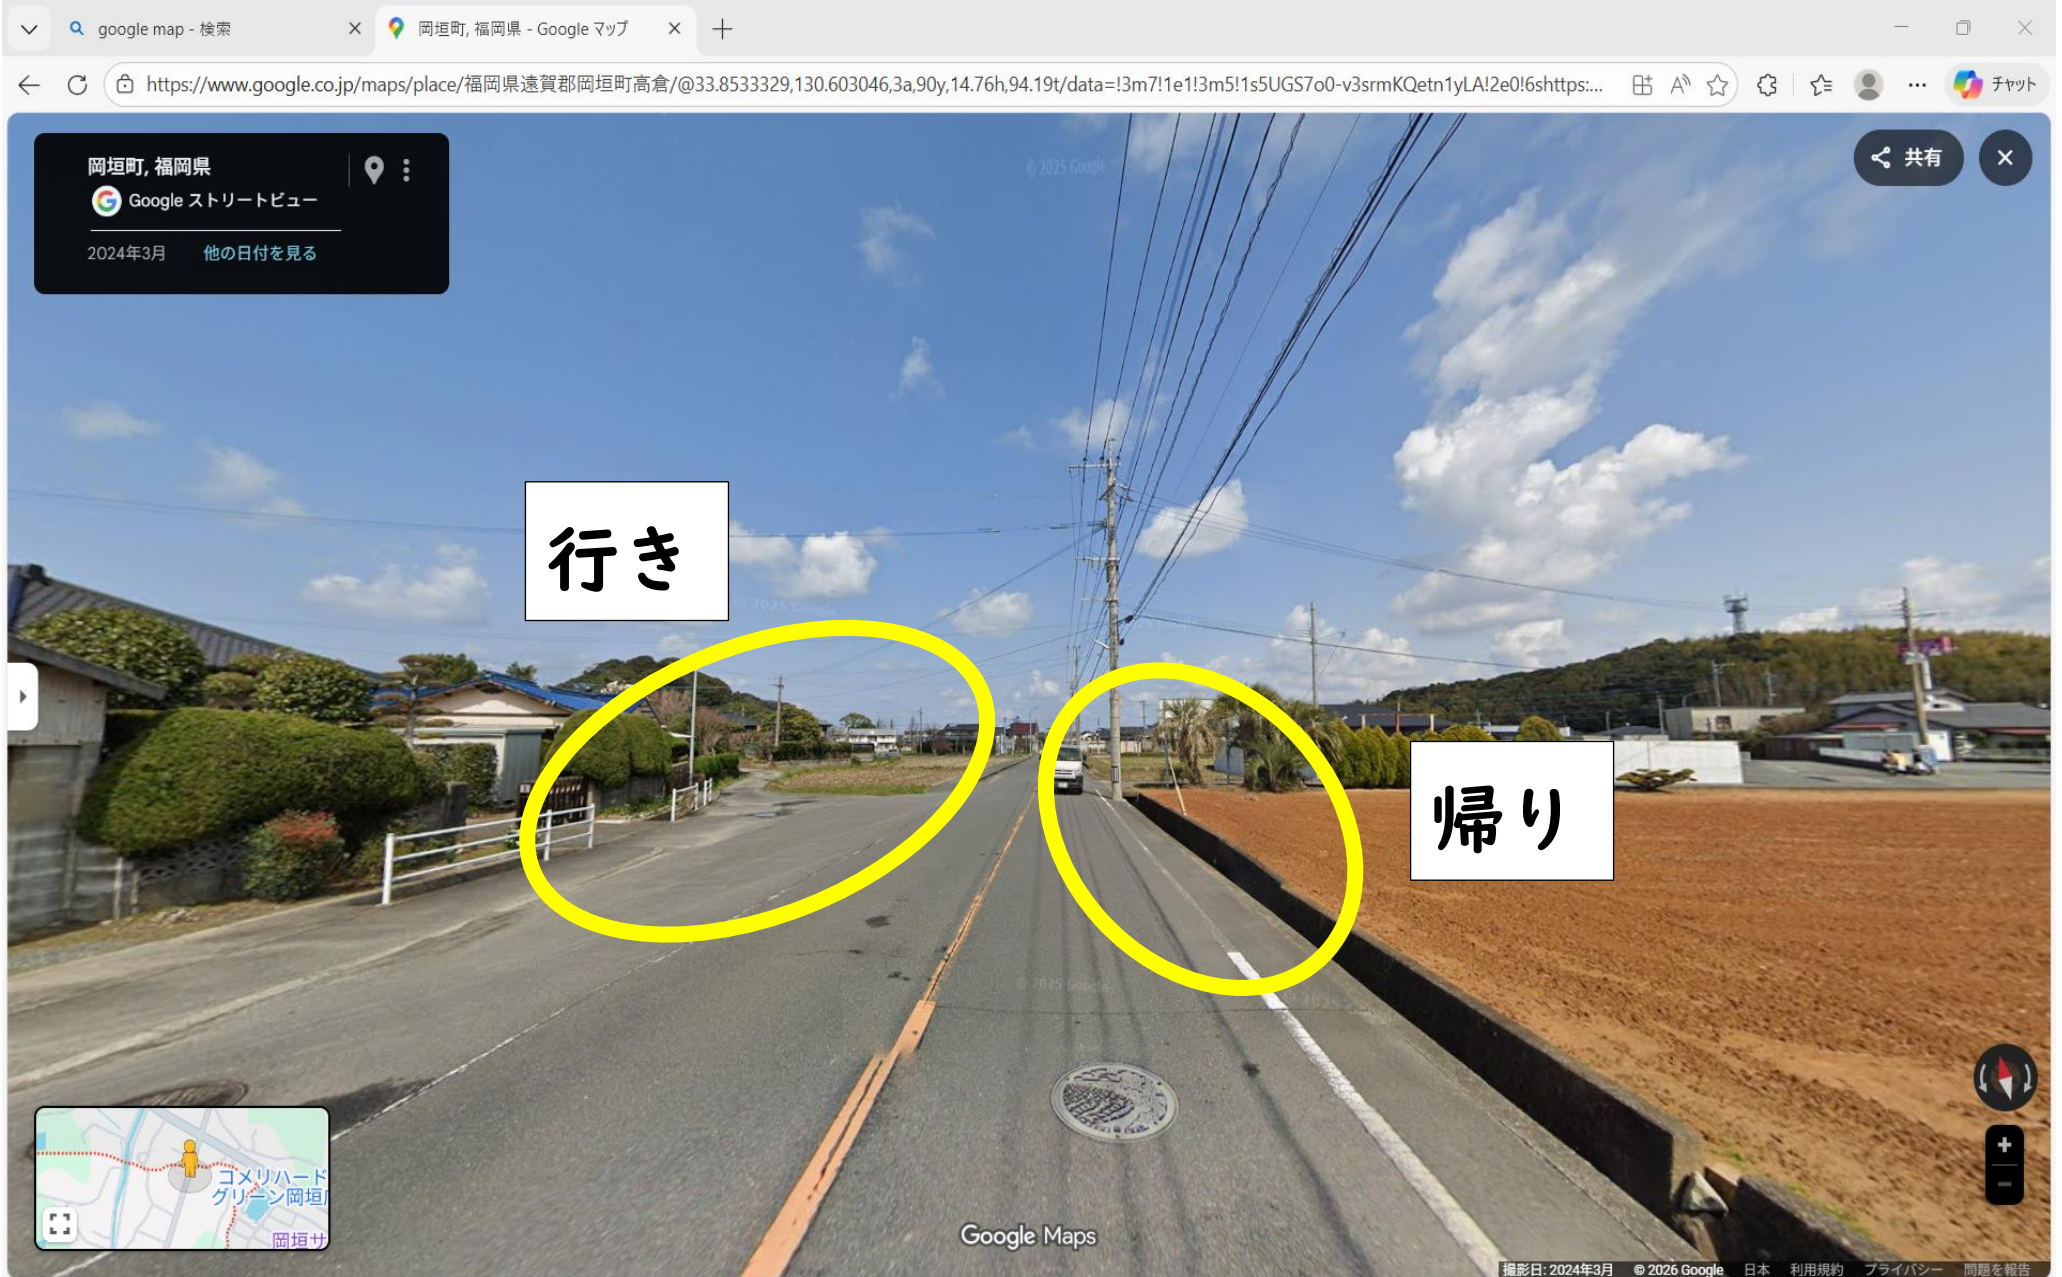 google map - 検索
岡垣町, 福岡県 - Google マップ
https://www.google.co.jp/maps/place/福岡県遠賀郡岡垣町高倉/@33.8533329,130.603046,3a,90y,14.76h,94.19t/data=!3m7!1e1!3m5!1s5UGS7o0-v3srmKQetn1yLA!2e0!6shttps:...
チャット
岡垣町, 福岡県
Google ストリートビュー
2024年3月 他の日付を見る
共有
© 2025 Google
行き
© 2025 Google
帰り
© 2025 Google
コメリハード
グリーン岡垣
岡垣サ
Google Maps
撮影日: 2024年3月 © 2026 Google 日本 利用規約 プライバシー 問題を報告